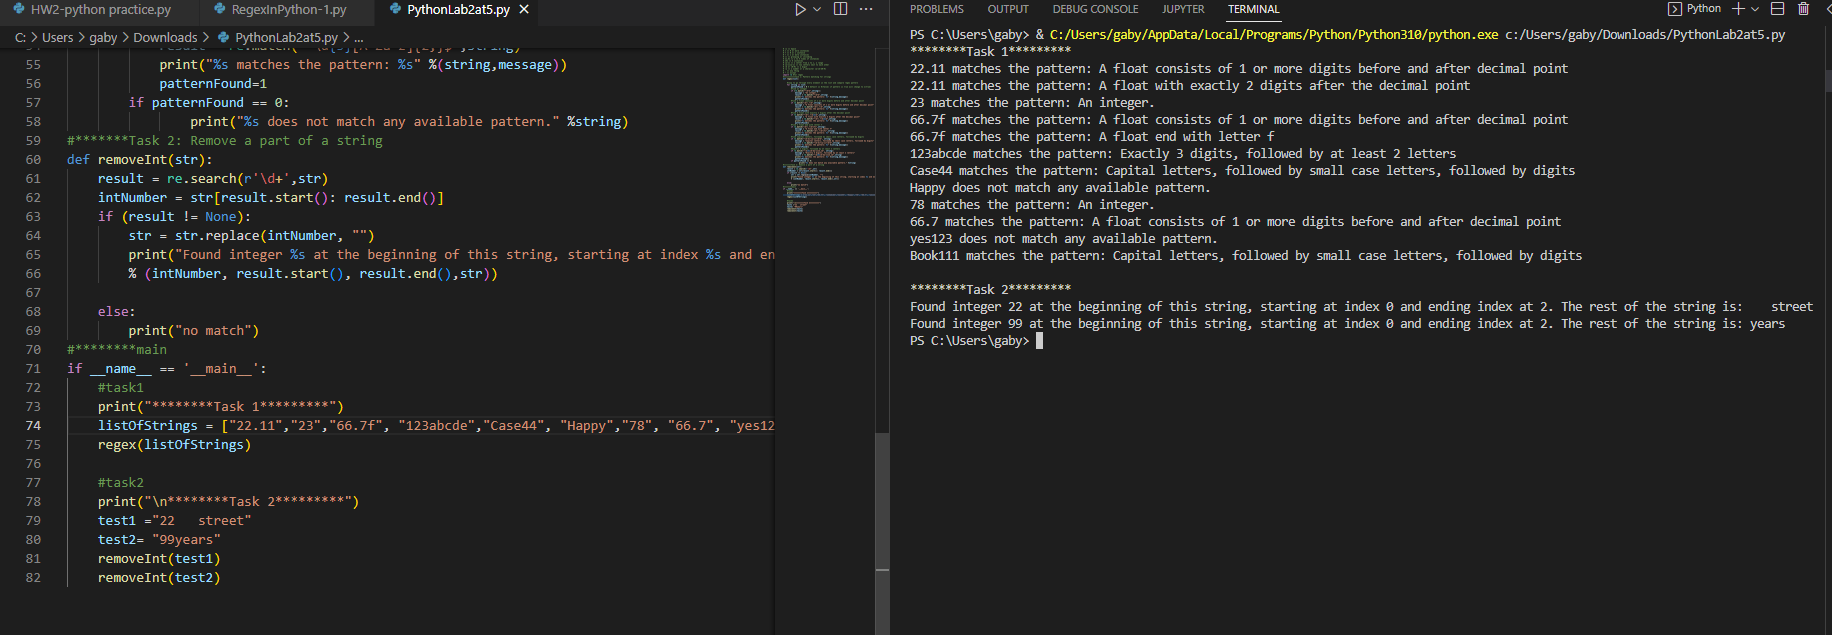 HW2-python practice.py RegexInPython-1.py PythonLab2at5.py
C: > Users > gaby > Downloads > PythonLab2at5.py > ...
55 print("%s matches the pattern: %s" %(string,message))
56 patternFound=1
57 if patternFound == 0:
58 print("%s does not match any available pattern." %string)
59 #*******Task 2: Remove a part of a string
60 def removeInt(str):
61 result = re.search(r'\d+',str)
62 intNumber = str[result.start(): result.end()]
63 if (result != None):
64 str = str.replace(intNumber, "")
65 print("Found integer %s at the beginning of this string, starting at index %s and en
66 % (intNumber, result.start(), result.end(),str))
67
68 else:
69 print("no match")
70 #********main
71 if __name__ == '__main__':
72 #task1
73 print("********Task 1*********")
74 listOfStrings = ["22.11","23","66.7f", "123abcde","Case44", "Happy","78", "66.7", "yes12
75 regex(listOfStrings)
76
77 #task2
78 print("\n********Task 2*********")
79 test1 ="22   street"
80 test2= "99years"
81 removeInt(test1)
82 removeInt(test2)
PROBLEMS OUTPUT DEBUG CONSOLE JUPYTER TERMINAL Python
PS C:\Users\gaby> & C:/Users/gaby/AppData/Local/Programs/Python/Python310/python.exe c:/Users/gaby/Downloads/PythonLab2at5.py
********Task 1*********
22.11 matches the pattern: A float consists of 1 or more digits before and after decimal point
22.11 matches the pattern: A float with exactly 2 digits after the decimal point
23 matches the pattern: An integer.
66.7f matches the pattern: A float consists of 1 or more digits before and after decimal point
66.7f matches the pattern: A float end with letter f
123abcde matches the pattern: Exactly 3 digits, followed by at least 2 letters
Case44 matches the pattern: Capital letters, followed by small case letters, followed by digits
Happy does not match any available pattern.
78 matches the pattern: An integer.
66.7 matches the pattern: A float consists of 1 or more digits before and after decimal point
yes123 does not match any available pattern.
Book111 matches the pattern: Capital letters, followed by small case letters, followed by digits
********Task 2*********
Found integer 22 at the beginning of this string, starting at index 0 and ending index at 2. The rest of the string is:    street
Found integer 99 at the beginning of this string, starting at index 0 and ending index at 2. The rest of the string is: years
PS C:\Users\gaby>